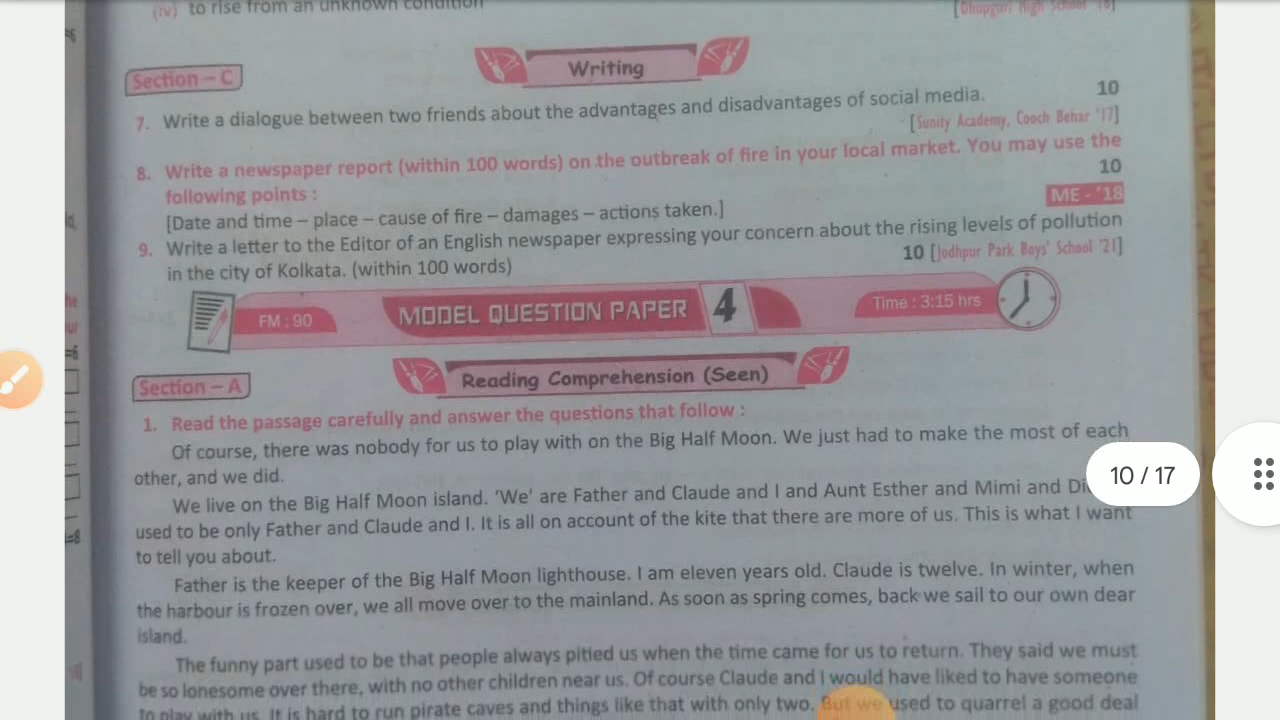 (iv) to rise from an unknown condition
[Dhupguri High School '18]
Section – C
Writing
7. Write a dialogue between two friends about the advantages and disadvantages of social media. 10
[Sunity Academy, Cooch Behar '17]
8. Write a newspaper report (within 100 words) on the outbreak of fire in your local market. You may use the
following points : 10
[Date and time – place – cause of fire – damages – actions taken.] ME - '18
9. Write a letter to the Editor of an English newspaper expressing your concern about the rising levels of pollution
in the city of Kolkata. (within 100 words) 10 [Jodhpur Park Boys' School '21]
FM : 90 MODEL QUESTION PAPER 4 Time : 3:15 hrs
Section – A
Reading Comprehension (Seen)
1. Read the passage carefully and answer the questions that follow :
Of course, there was nobody for us to play with on the Big Half Moon. We just had to make the most of each
other, and we did.
We live on the Big Half Moon island. 'We' are Father and Claude and I and Aunt Esther and Mimi and
10 / 17
used to be only Father and Claude and I. It is all on account of the kite that there are more of us. This is what I want
to tell you about.
Father is the keeper of the Big Half Moon lighthouse. I am eleven years old. Claude is twelve. In winter, when
the harbour is frozen over, we all move over to the mainland. As soon as spring comes, back we sail to our own dear
island.
The funny part used to be that people always pitied us when the time came for us to return. They said we must
be so lonesome over there, with no other children near us. Of course Claude and I would have liked to have someone
to play with us. It is hard to run pirate caves and things like that with only two. But we used to quarrel a good deal